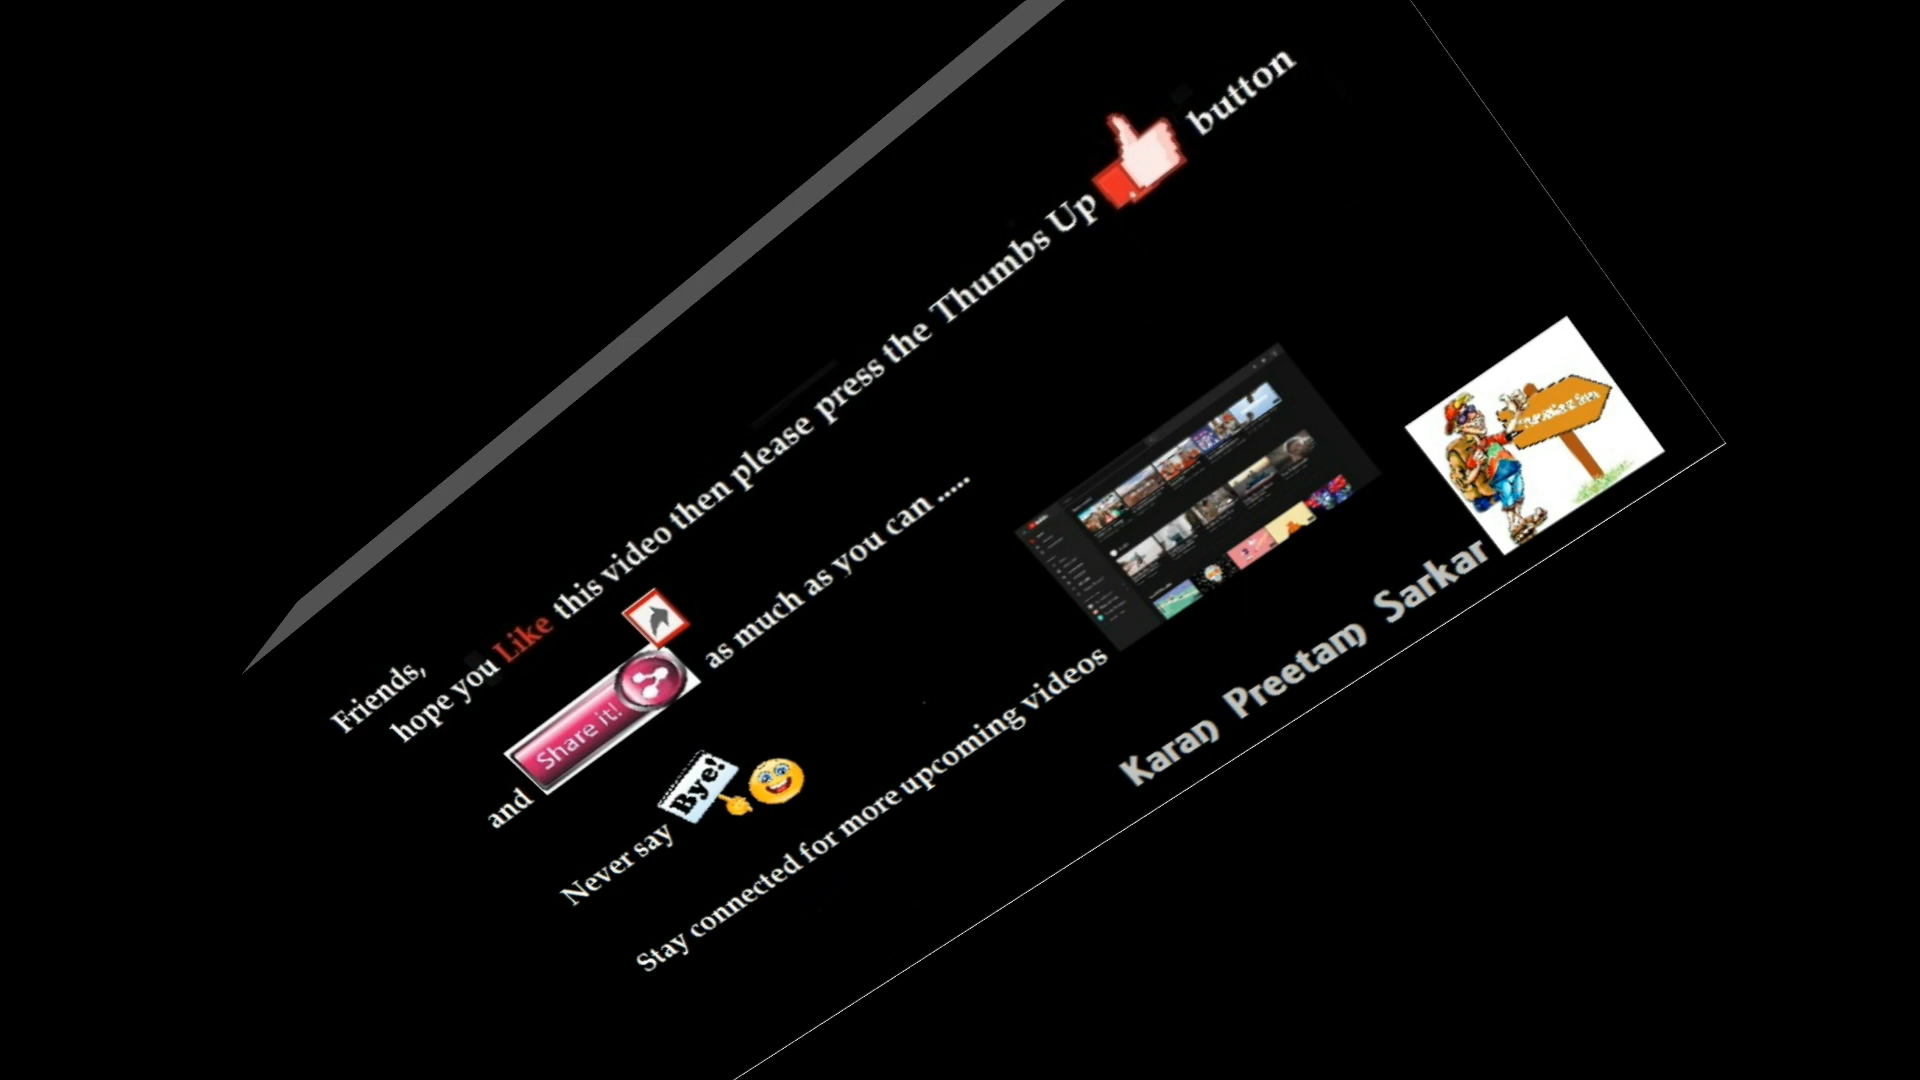 Friends,
hope you Like this video then please press the Thumbs Up button
and Share it! as much as you can .....
Never say Bye!
Stay connected for more upcoming videos
Karan Preetam Sarkar